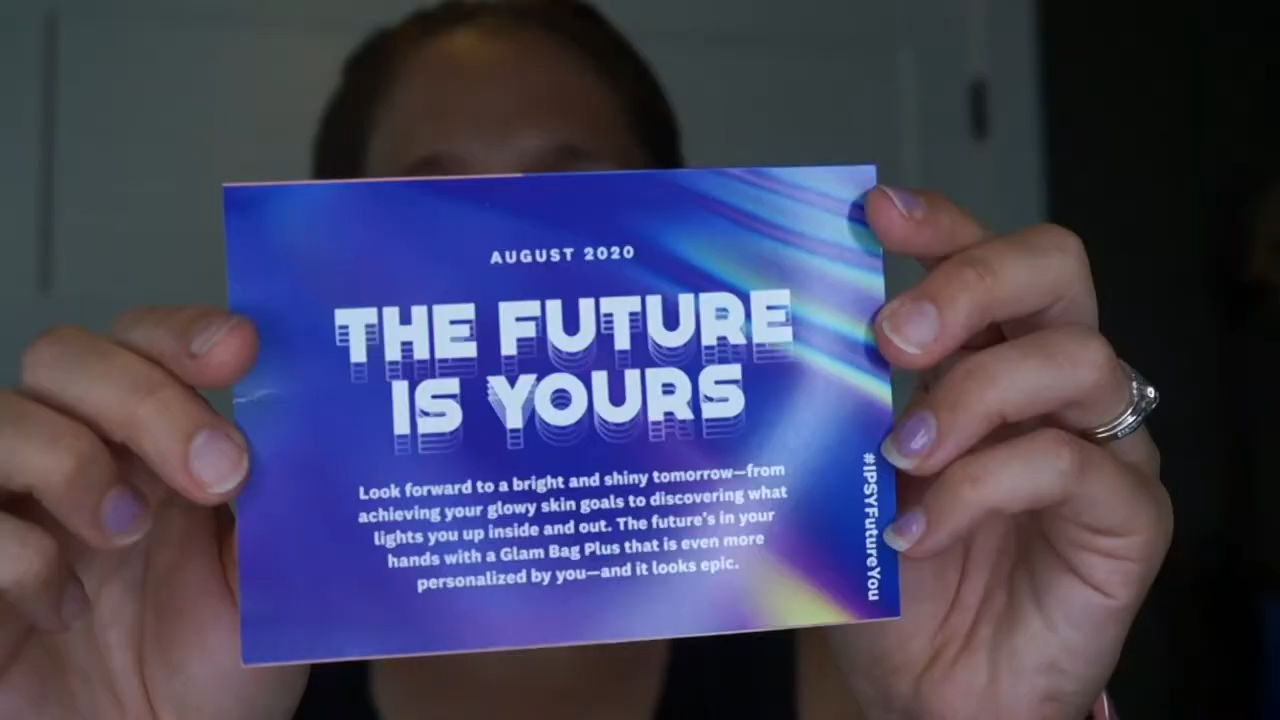 AUGUST 2020
THE FUTURE
IS YOURS
Look forward to a bright and shiny tomorrow—from
achieving your glowy skin goals to discovering what
lights you up inside and out. The future's in your
hands with a Glam Bag Plus that is even more
personalized by you—and it looks epic.
#IPSYFutureYou